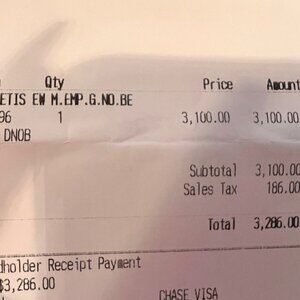 Qty Price Amount
ETIS EW M.EMP.G.NO.BE
96 1 3,100.00 3,100.00
DNOB
Subtotal 3,100.00
Sales Tax 186.00
Total 3,286.00
dholder Receipt Payment
$3,286.00
CHASE VISA